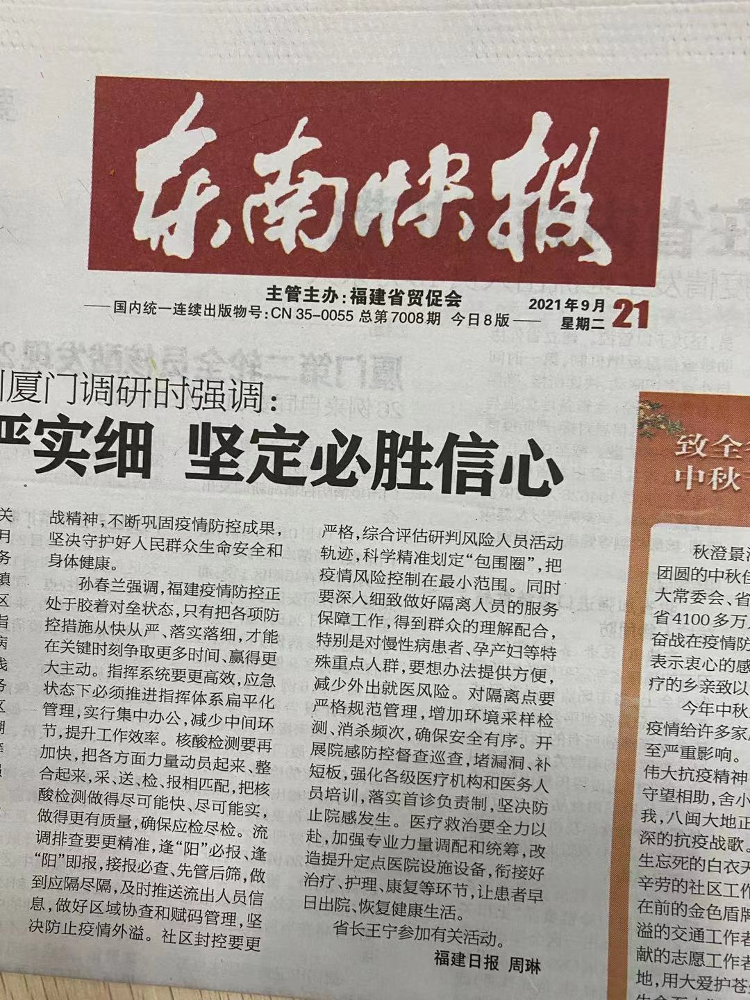 东南快报
主管主办:福建省贸促会
国内统一连续出版物号:CN 35-0055 总第7008期 今日8版
2021年9月
星期二
21
厦门调研时强调:
严实细 坚定必胜信心
关
月
务
镇
区
指
病
线
务
区
战精神,不断巩固疫情防控成果,
坚决守护好人民群众生命安全和
身体健康。
孙春兰强调,福建疫情防控正
处于胶着对垒状态,只有把各项防
控措施从快从严、落实落细,才能
在关键时刻争取更多时间、赢得更
大主动。指挥系统要更高效,应急
状态下必须推进指挥体系扁平化
管理,实行集中办公,减少中间环
节,提升工作效率。核酸检测要再
加快,把各方面力量动员起来、整
合起来,采、送、检、报相匹配,把核
酸检测做得尽可能快、尽可能实,
做得更有质量,确保应检尽检。流
调排查要更精准,逢“阳”必报、逢
“阳”即报,接报必查、先管后筛,做
到应隔尽隔,及时推送流出人员信
息,做好区域协查和赋码管理,坚
决防止疫情外溢。社区封控要更
严格,综合评估研判风险人员活动
轨迹,科学精准划定“包围圈”,把
疫情风险控制在最小范围。同时
要深入细致做好隔离人员的服务
保障工作,得到群众的理解配合,
特别是对慢性病患者、孕产妇等特
殊重点人群,要想办法提供方便,
减少外出就医风险。对隔离点要
严格规范管理,增加环境采样检
测、消杀频次,确保安全有序。开
展院感防控督查巡查,堵漏洞、补
短板,强化各级医疗机构和医务人
员培训,落实首诊负责制,坚决防
止院感发生。医疗救治要全力以
赴,加强专业力量调配和统筹,改
造提升定点医院设施设备,衔接好
治疗、护理、康复等环节,让患者早
日出院、恢复健康生活。
省长王宁参加有关活动。
福建日报 周琳
致全
中秋
秋澄景
团圆的中秋佳
大常委会、省
省4100多万
奋战在疫情防
表示衷心的感
疗的乡亲致以
今年中秋
疫情给许多家
至严重影响。
伟大抗疫精神
守望相助,舍小
我,八闽大地正
深的抗疫战歌。
生忘死的白衣天
辛劳的社区工作
在前的金色盾牌
溢的交通工作者
献的志愿工作者
地,用大爱护苍